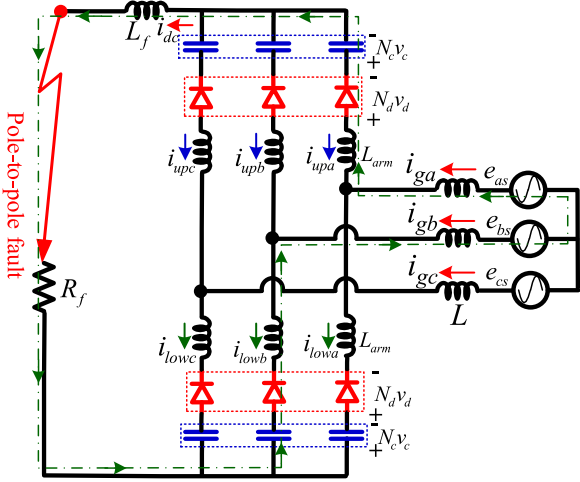 L_f
i_dc
- N_c v_c +
- N_d v_d +
i_upc
i_upb
i_upa
L_arm
i_ga
e_as
i_gb
e_bs
i_gc
e_cs
L
Pole-to-pole fault
R_f
i_lowc
i_lowb
i_lowa
L_arm
- N_d v_d +
- N_c v_c +